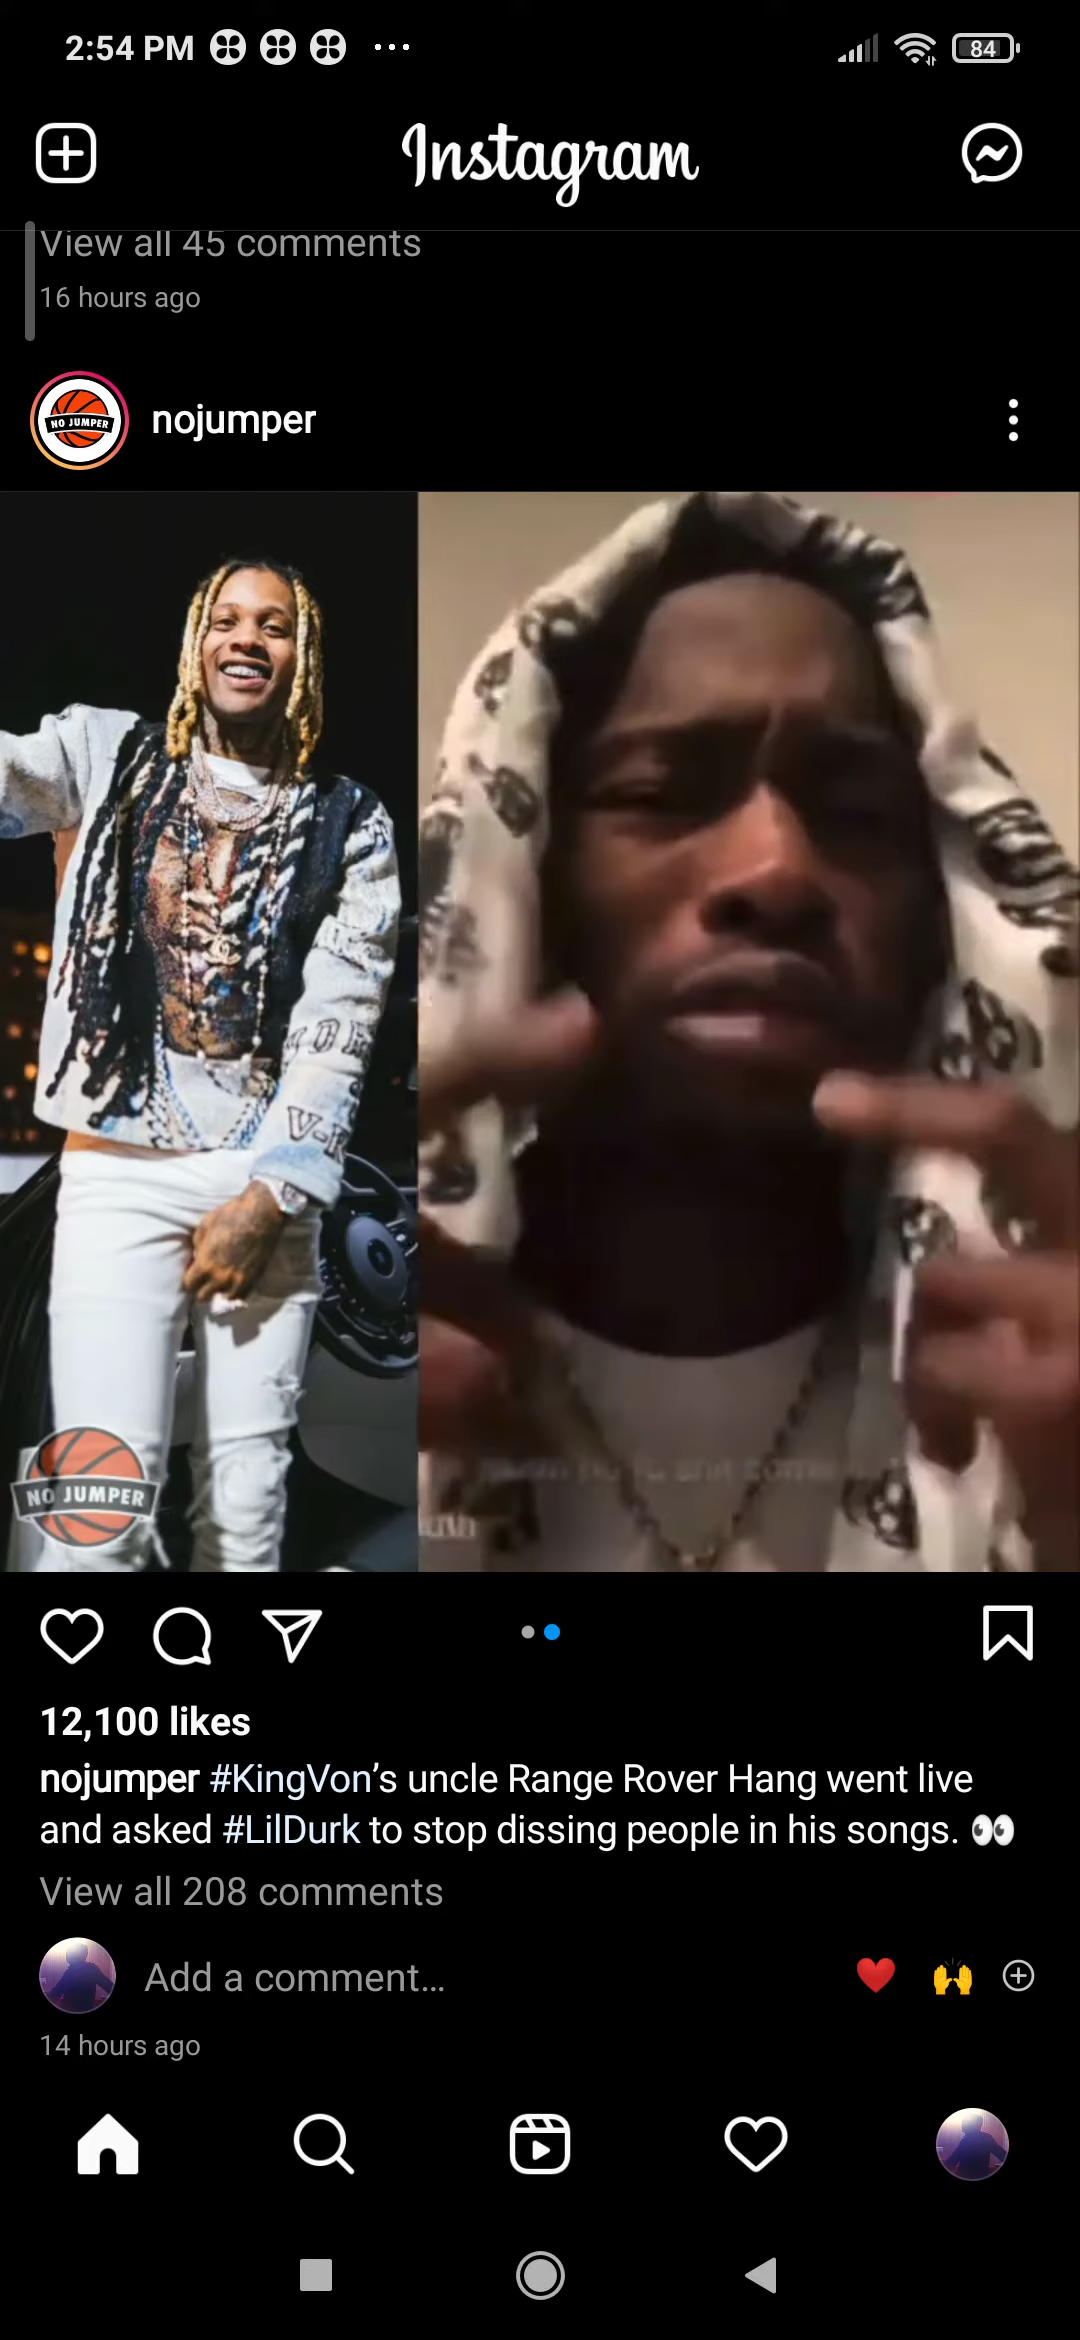 2:54 PM
84
Instagram
View all 45 comments
16 hours ago
NO JUMPER
nojumper
V-R
NO JUMPER
12,100 likes
nojumper #KingVon's uncle Range Rover Hang went live
and asked #LilDurk to stop dissing people in his songs. 👀
View all 208 comments
Add a comment...
14 hours ago